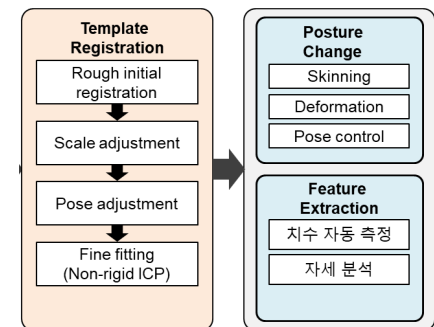 Template
Registration
Rough initial
registration
Scale adjustment
Pose adjustment
Fine fitting
(Non-rigid ICP)
Posture
Change
Skinning
Deformation
Pose control
Feature
Extraction
치수 자동 측정
자세 분석